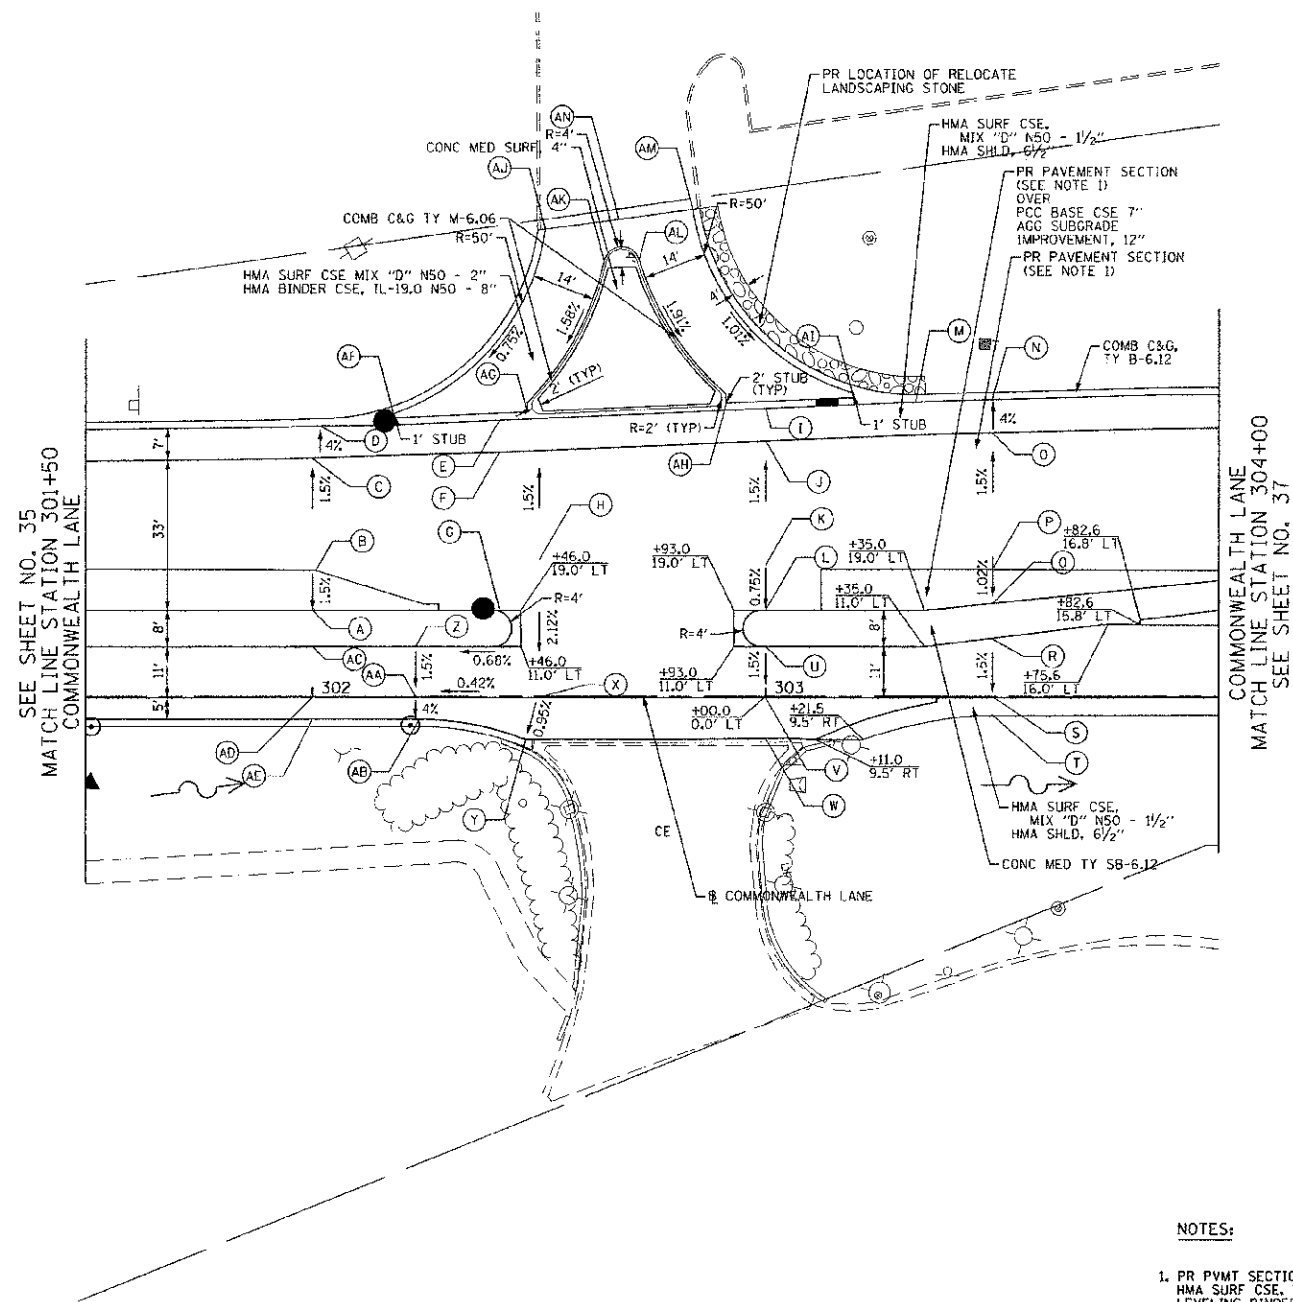 PR LOCATION OF RELOCATE
LANDSCAPING STONE
AN
R=4'
CONC MED SURF, 4"
AM
HMA SURF CSE,
MIX "D" N50 - 1½"
HMA SHLD, 6½"
AJ
AK
PR PAVEMENT SECTION
(SEE NOTE 1)
OVER
PCC BASE CSE 7"
AGG SUBGRADE
IMPROVEMENT, 12"
PR PAVEMENT SECTION
(SEE NOTE 1)
COMB C&G TY M-6.06
R=50'
R=50'
AL
14'
14'
4'
HMA SURF CSE MIX "D" N50 - 2"
HMA BINDER CSE, IL-19.0 N50 - 8"
1.58%
1.91%
1.01%
0.75%
AI
M
N
COMB C&G,
TY B-6.12
AF
AG
2' (TYP)
2' STUB
(TYP)
D
4%
1' STUB
R=2' (TYP)
I
1' STUB
4%
7'
E
AH
O
C
F
J
1.5%
1.5%
1.5%
1.5%
33'
G
H
K
P
B
+46.0
19.0' LT
+93.0
19.0' LT
L
+35.0
19.0' LT
+82.6
16.8' LT
Q
1.5%
R=4'
0.75%
+35.0
11.0' LT
1.02%
+82.6
15.8' LT
8'
A
Z
2.12%
R=4'
8'
AC
0.68%
R
AA
1.5%
+46.0
11.0' LT
+93.0
11.0' LT
U
1.5%
1.5%
11'
11'
+75.6
16.0' LT
302
0.42%
X
303
5'
4%
0.95%
+00.0
0.0' LT
+21.5
9.5' RT
S
AD
AE
AB
+11.0
9.5' RT
V
T
Y
W
HMA SURF CSE,
MIX "D" N50 - 1½"
HMA SHLD, 6½"
CE
CONC MED TY SB-6.12
℄ COMMONWEALTH LANE
SEE SHEET NO. 35
MATCH LINE STATION 301+50
COMMONWEALTH LANE
COMMONWEALTH LANE
MATCH LINE STATION 304+00
SEE SHEET NO. 37
NOTES:
1. PR PVMT SECTIO
HMA SURF CSE,
LEVELING BINDER